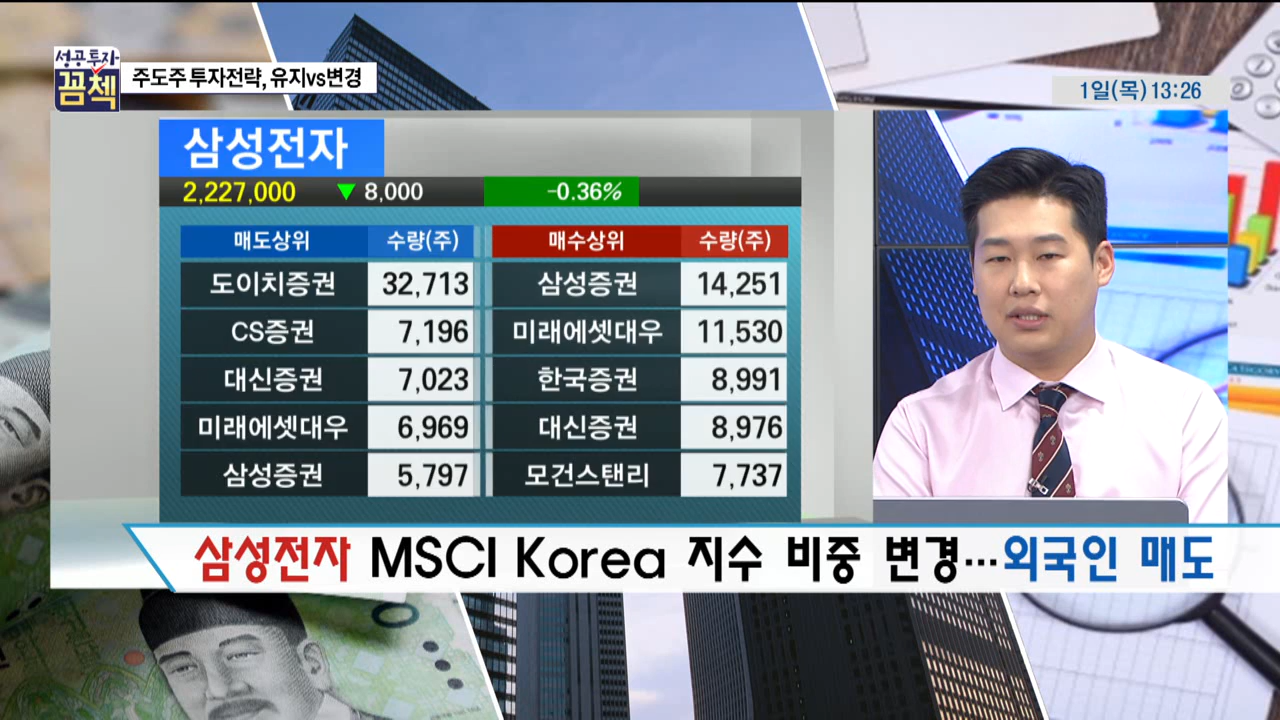 성공투자
꼼첵
주도주 투자전략, 유지vs변경
1일(목) 13:26
삼성전자
2,227,000 ▼ 8,000 -0.36%
매도상위 수량(주) 매수상위 수량(주)
도이치증권 32,713 삼성증권 14,251
CS증권 7,196 미래에셋대우 11,530
대신증권 7,023 한국증권 8,991
미래에셋대우 6,969 대신증권 8,976
삼성증권 5,797 모건스탠리 7,737
삼성전자 MSCI Korea 지수 비중 변경…외국인 매도